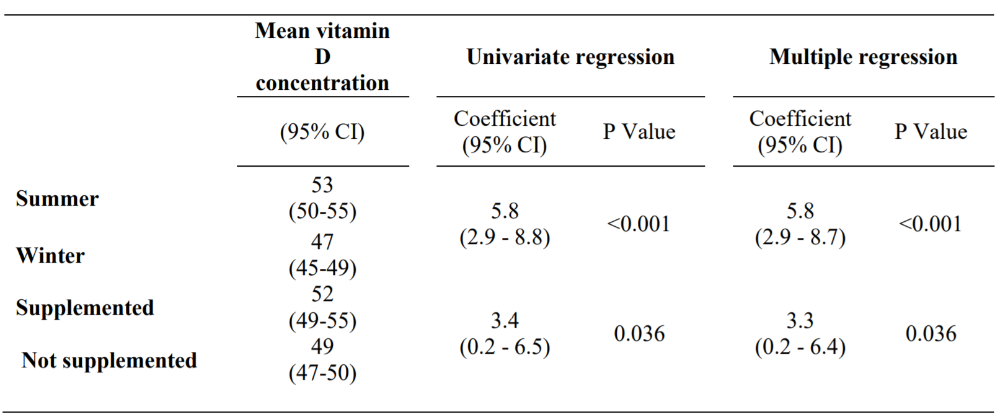 Mean vitamin
D
concentration
Univariate regression
Multiple regression
(95% CI)
Coefficient
(95% CI)
P Value
Coefficient
(95% CI)
P Value
Summer
53
(50-55)
5.8
(2.9 - 8.8)
<0.001
5.8
(2.9 - 8.7)
<0.001
Winter
47
(45-49)
Supplemented
52
(49-55)
3.4
(0.2 - 6.5)
0.036
3.3
(0.2 - 6.4)
0.036
Not supplemented
49
(47-50)